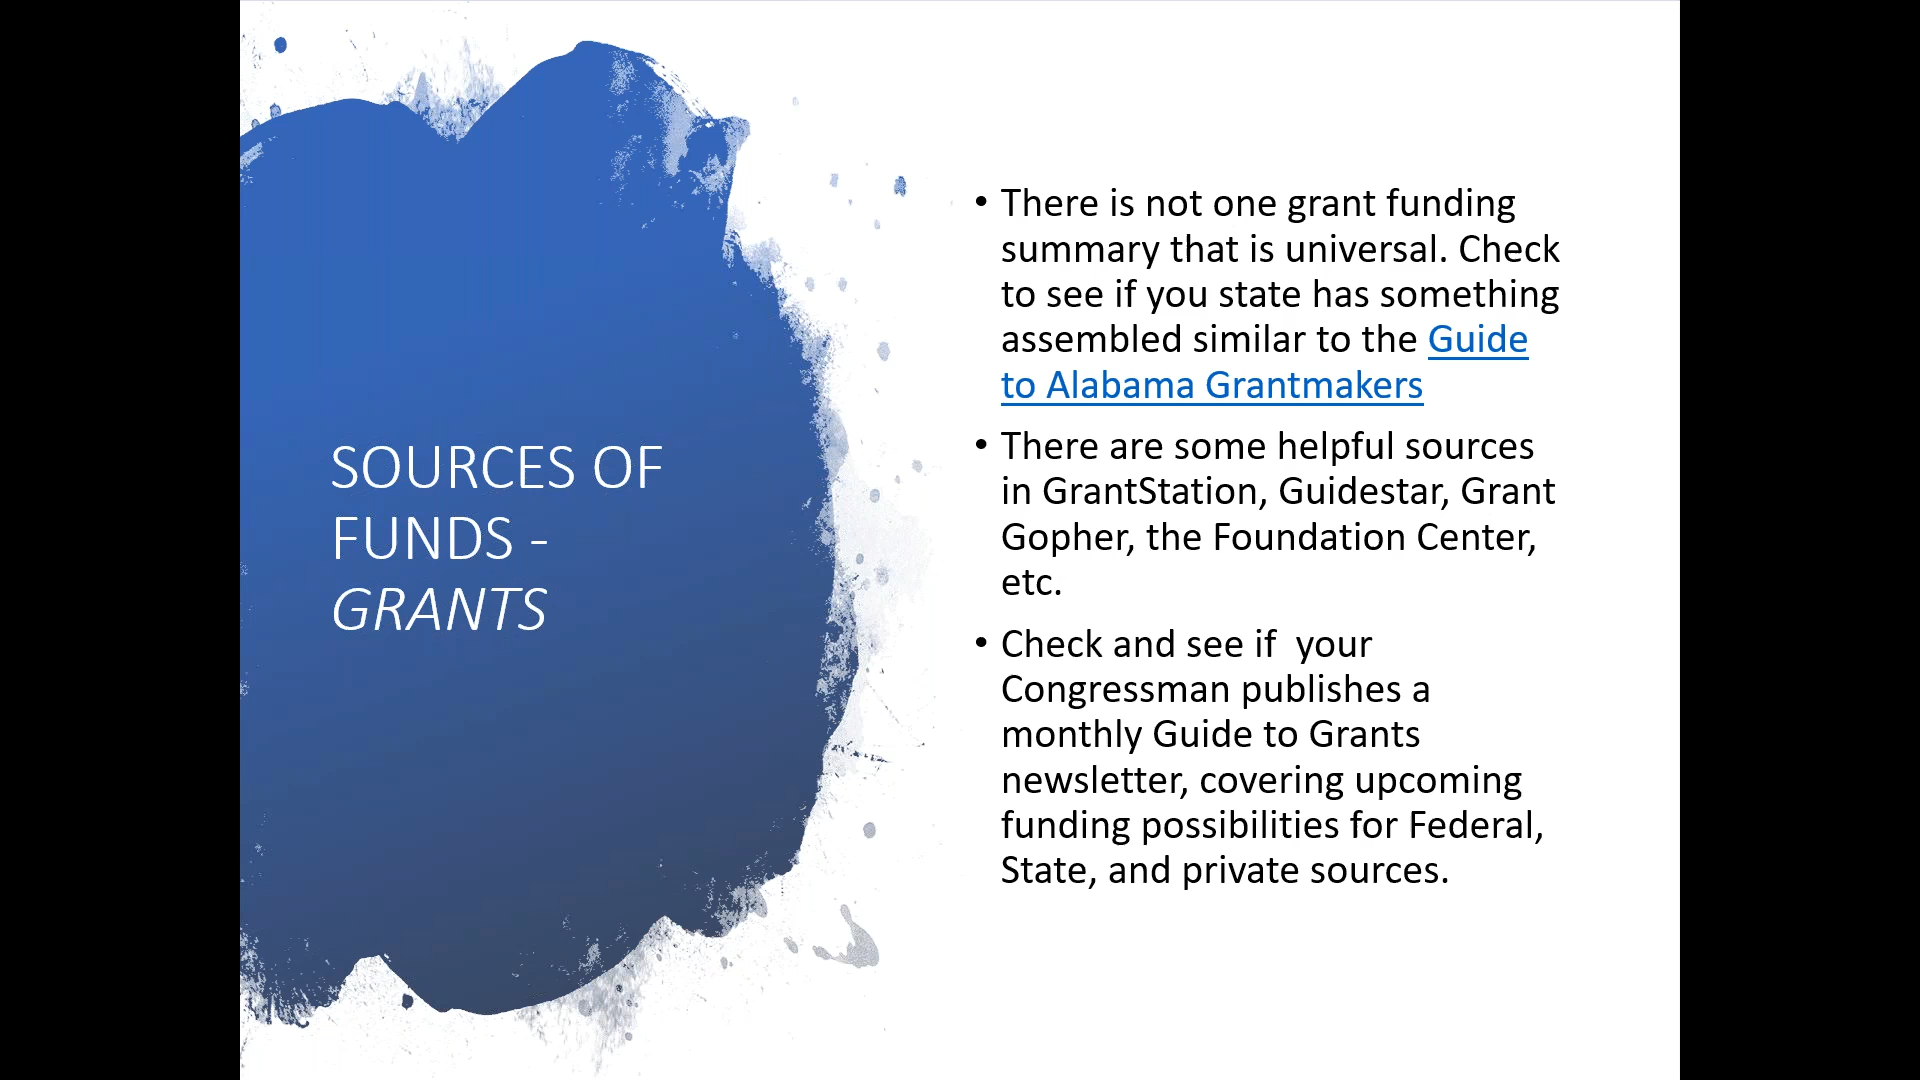 SOURCES OF
FUNDS -
GRANTS
• There is not one grant funding
summary that is universal. Check
to see if you state has something
assembled similar to the Guide
to Alabama Grantmakers
• There are some helpful sources
in GrantStation, Guidestar, Grant
Gopher, the Foundation Center,
etc.
• Check and see if  your
Congressman publishes a
monthly Guide to Grants
newsletter, covering upcoming
funding possibilities for Federal,
State, and private sources.